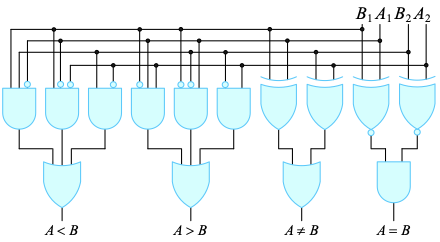 B₁ A₁ B₂ A₂
A < B A > B A ≠ B A = B